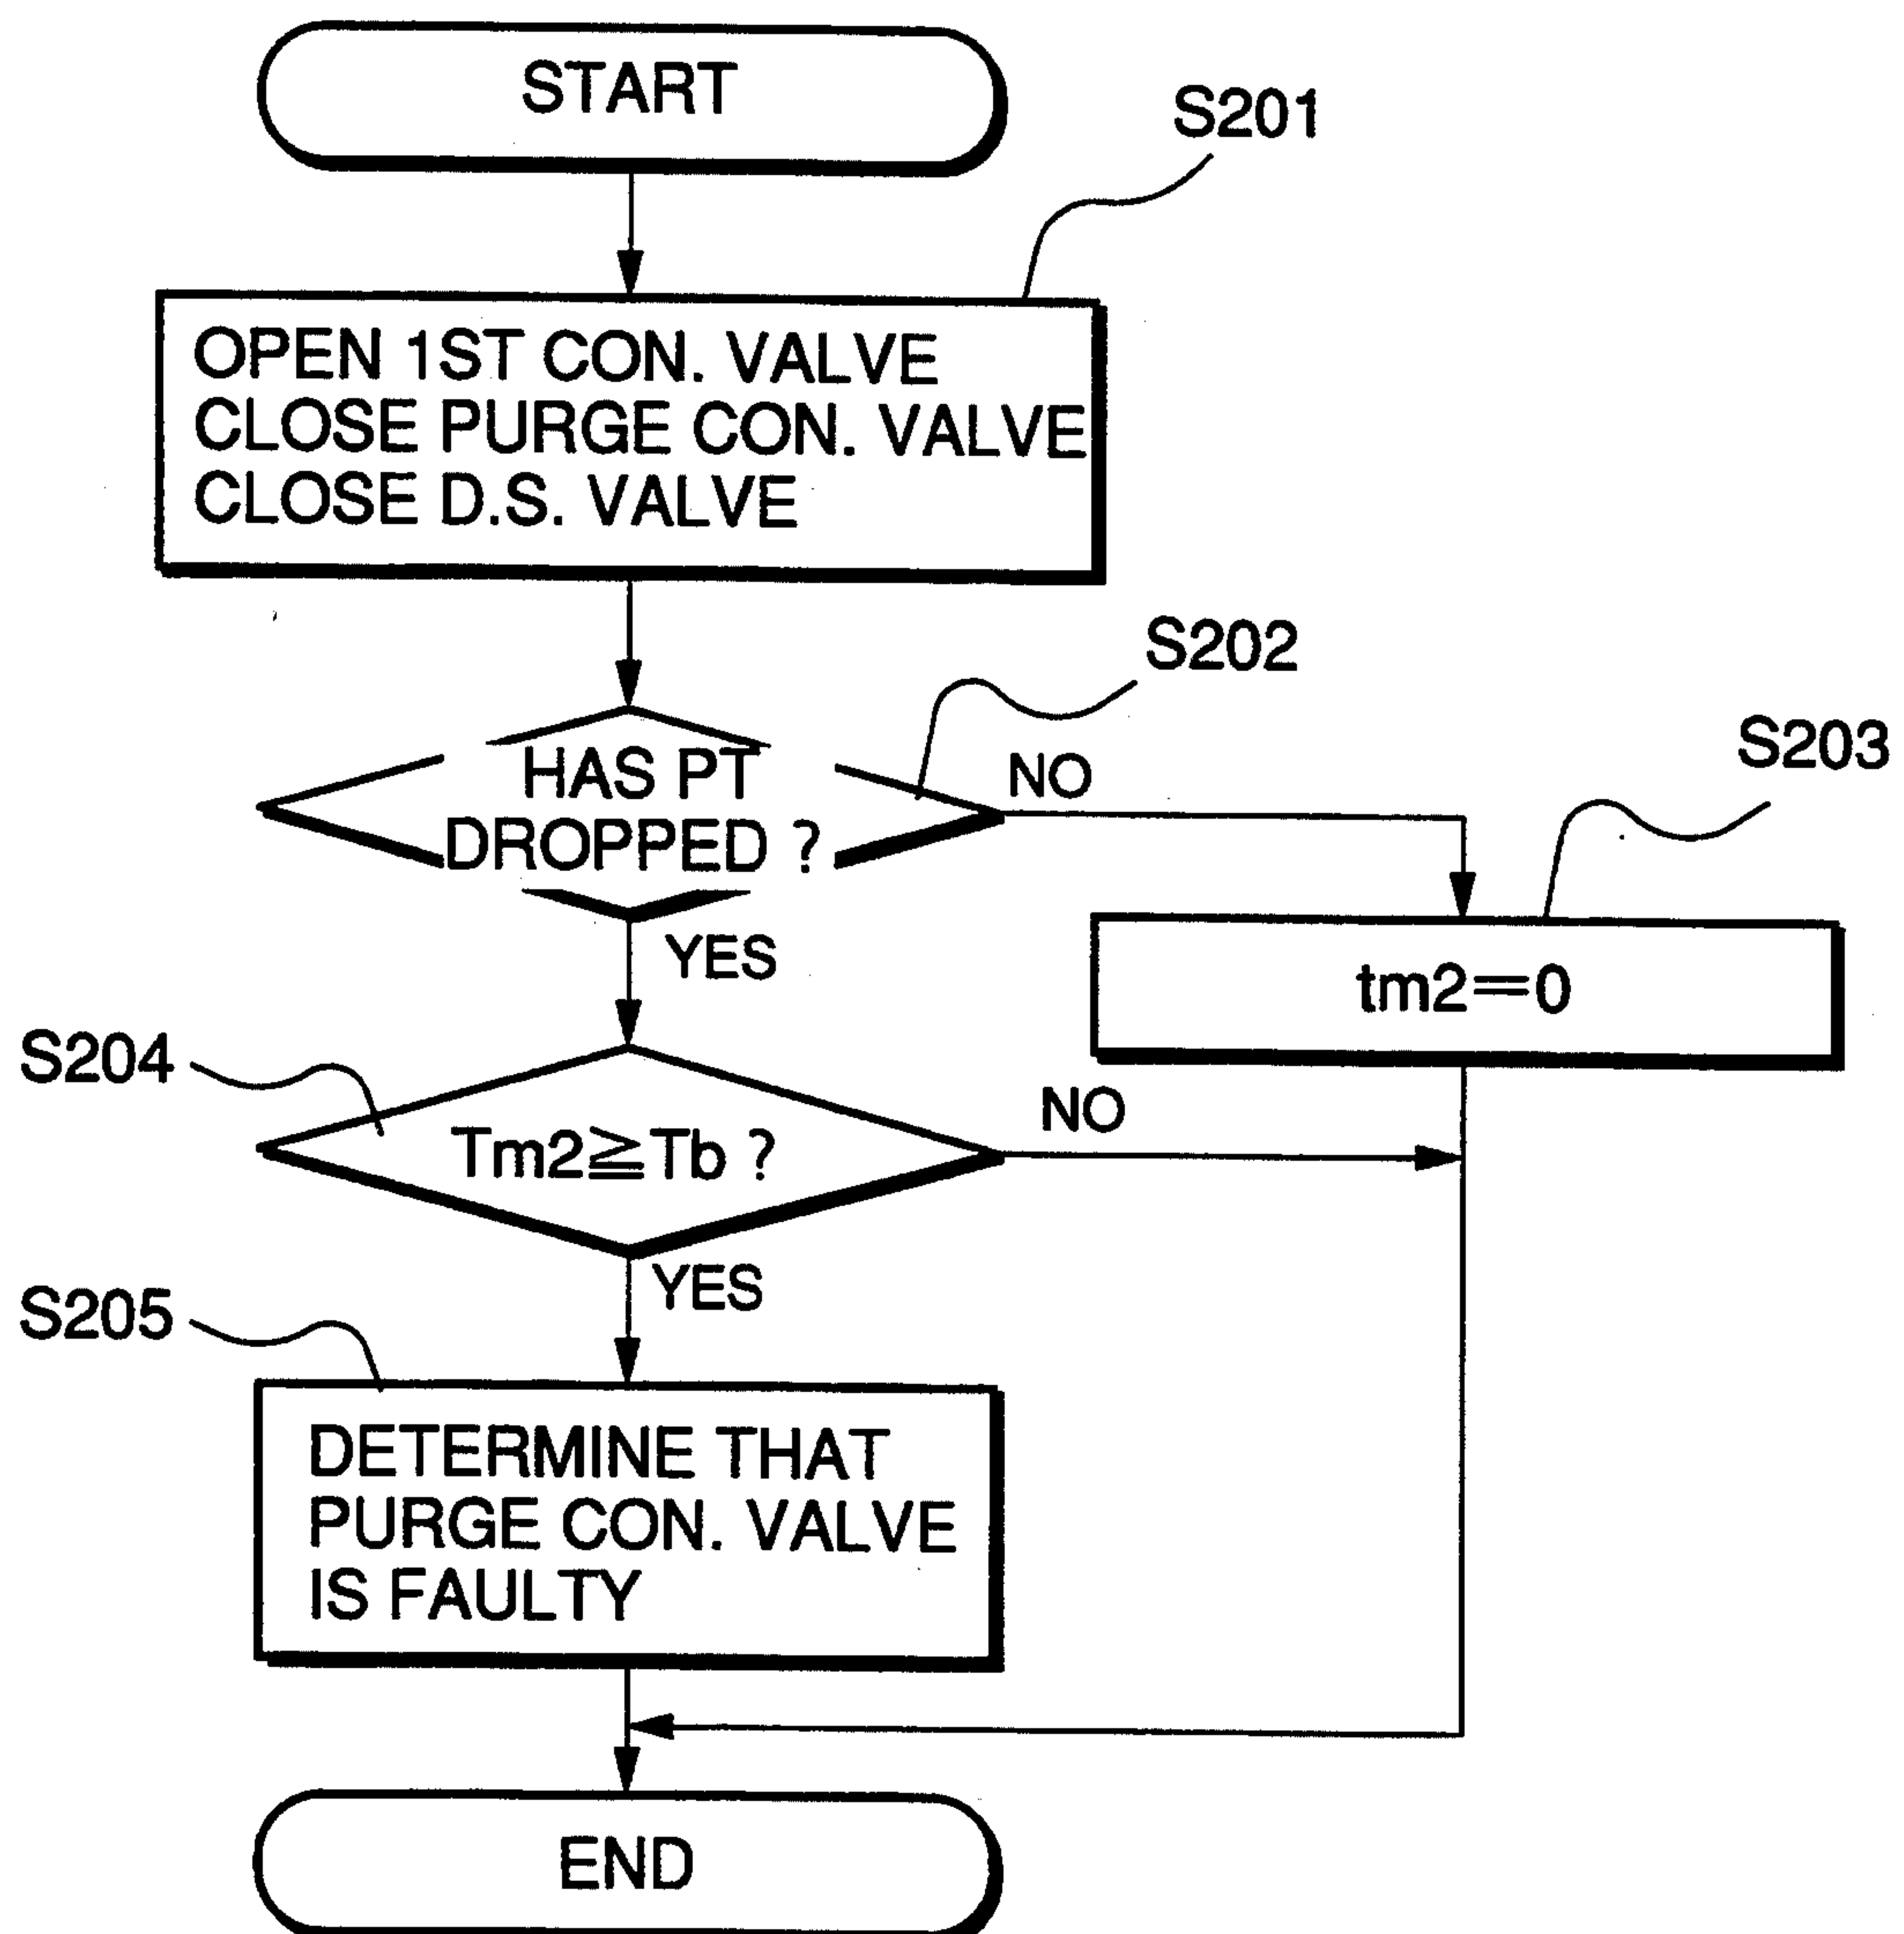 START
S201
OPEN 1ST CON. VALVE
CLOSE PURGE CON. VALVE
CLOSE D.S. VALVE
S202
HAS PT
DROPPED ?
NO
S203
YES
tm2=0
S204
Tm2≧Tb ?
NO
YES
S205
DETERMINE THAT
PURGE CON. VALVE
IS FAULTY
END